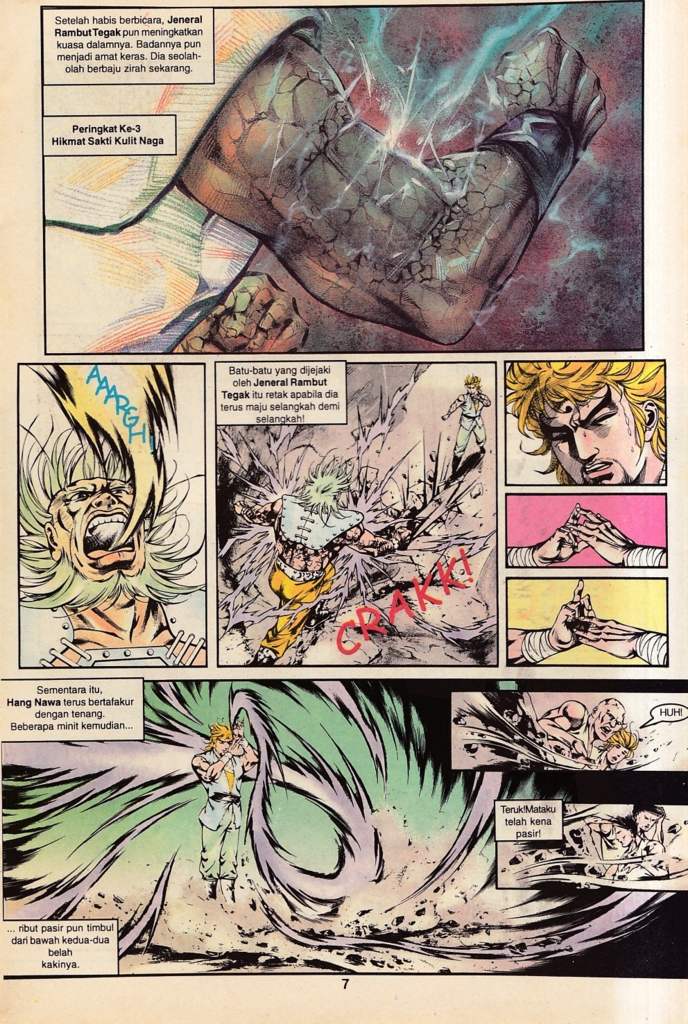 Setelah habis berbicara, Jeneral
Rambut Tegak pun meningkatkan
kuasa dalamnya. Badannya pun
menjadi amat keras. Dia seolah-
olah berbaju zirah sekarang.
Peringkat Ke-3
Hikmat Sakti Kulit Naga
AAARGH!
Batu-batu yang dijejaki
oleh Jeneral Rambut
Tegak itu retak apabila dia
terus maju selangkah demi
selangkah!
CRAKK!
Sementara itu,
Hang Nawa terus bertafakur
dengan tenang.
Beberapa minit kemudian...
HUH!
Teruk!Mataku
telah kena
pasir!
... ribut pasir pun timbul
dari bawah kedua-dua
belah
kakinya.
7